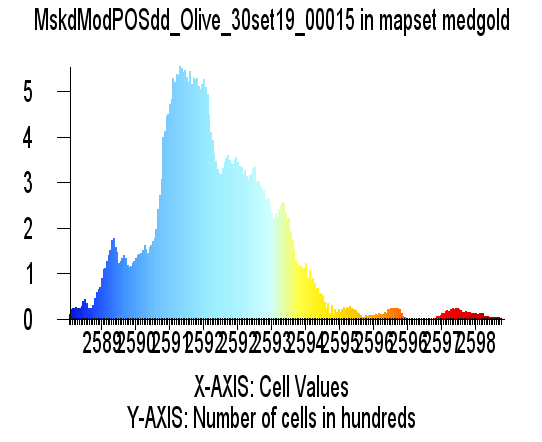 MskdModPOSdd_Olive_30set19_00015 in mapset medgold
5
4
3
2
1
0
2589 2590 2591 2592 2592 2593 2594 2595 2596 2596 2597 2598
X-AXIS: Cell Values
Y-AXIS: Number of cells in hundreds